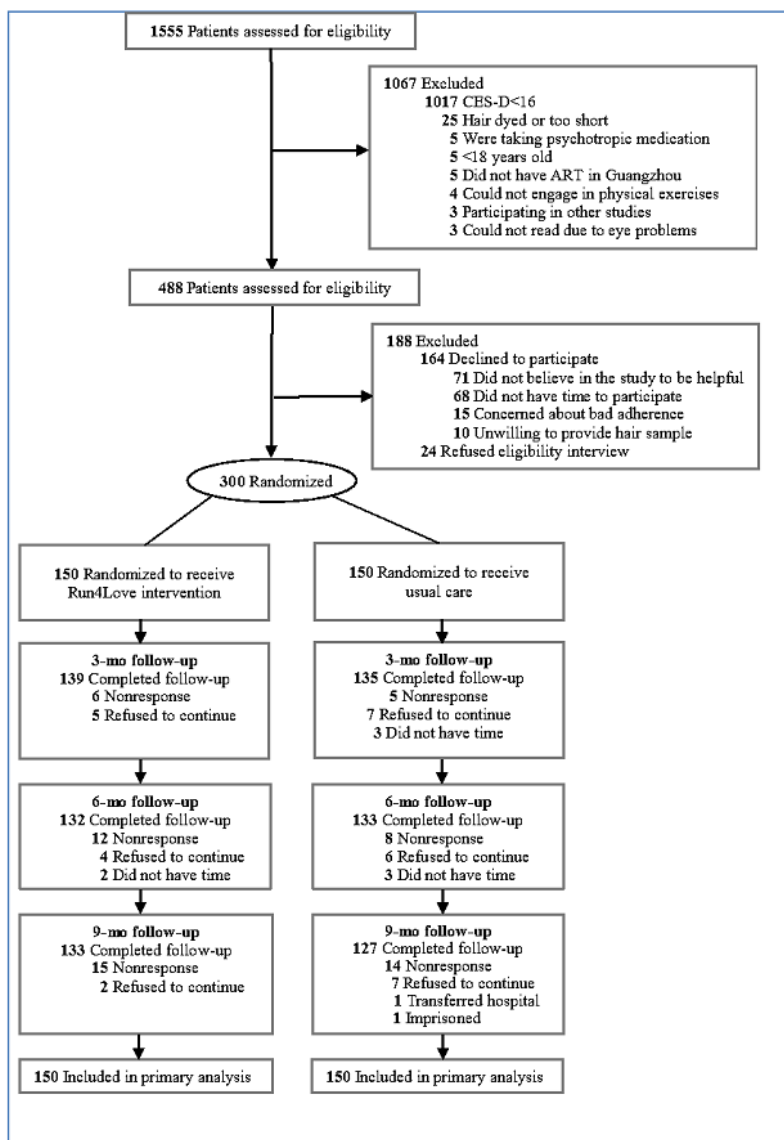 1555 Patients assessed for eligibility
1067 Excluded
1017 CES-D<16
25 Hair dyed or too short
5 Were taking psychotropic medication
5 <18 years old
5 Did not have ART in Guangzhou
4 Could not engage in physical exercises
3 Participating in other studies
3 Could not read due to eye problems
488 Patients assessed for eligibility
188 Excluded
164 Declined to participate
71 Did not believe in the study to be helpful
68 Did not have time to participate
15 Concerned about bad adherence
10 Unwilling to provide hair sample
24 Refused eligibility interview
300 Randomized
150 Randomized to receive
Run4Love intervention
150 Randomized to receive
usual care
3-mo follow-up
139 Completed follow-up
6 Nonresponse
5 Refused to continue
3-mo follow-up
135 Completed follow-up
5 Nonresponse
7 Refused to continue
3 Did not have time
6-mo follow-up
132 Completed follow-up
12 Nonresponse
4 Refused to continue
2 Did not have time
6-mo follow-up
133 Completed follow-up
8 Nonresponse
6 Refused to continue
3 Did not have time
9-mo follow-up
133 Completed follow-up
15 Nonresponse
2 Refused to continue
9-mo follow-up
127 Completed follow-up
14 Nonresponse
7 Refused to continue
1 Transferred hospital
1 Imprisoned
150 Included in primary analysis
150 Included in primary analysis